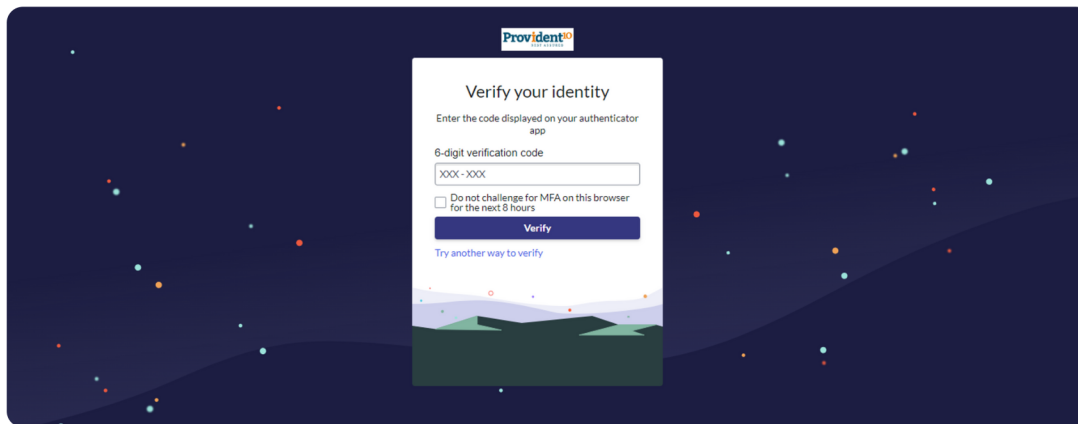 Provident10
Verify your identity
Enter the code displayed on your authenticator
app
6-digit verification code
XXX - XXX
Do not challenge for MFA on this browser
for the next 8 hours
Verify
Try another way to verify